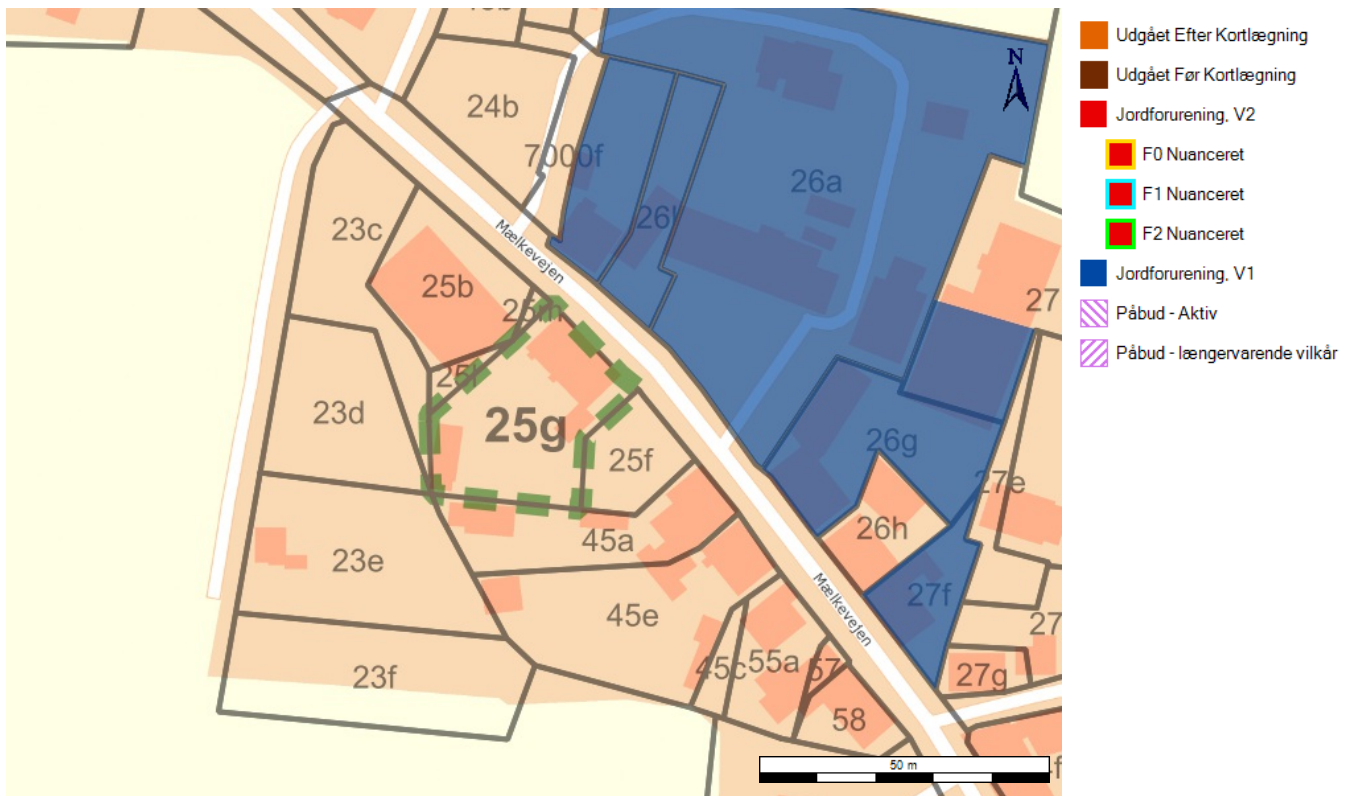 24b
7000f
26l
26a
N
Mælkevejen
23c
25b
25m
27
23d
25g
25f
26g
27e
26h
45a
23e
27f
45e
27
45c
55a
57
Mælkevejen
23f
27g
58
50 m
Udgået Efter Kortlægning
Udgået Før Kortlægning
Jordforurening, V2
F0 Nuanceret
F1 Nuanceret
F2 Nuanceret
Jordforurening, V1
Påbud - Aktiv
Påbud - længervarende vilkår